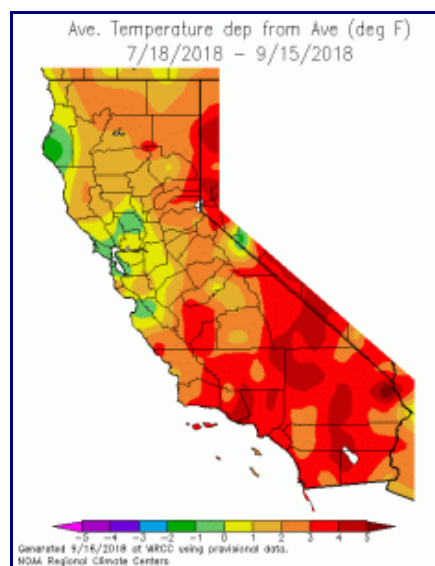 Ave. Temperature dep from Ave (deg F)
7/18/2018 – 9/15/2018
-5 -4 -3 -2 -1 0 1 2 3 4 5
Generated 9/16/2018 at WRCC using provisional data.
NOAA Regional Climate Centers